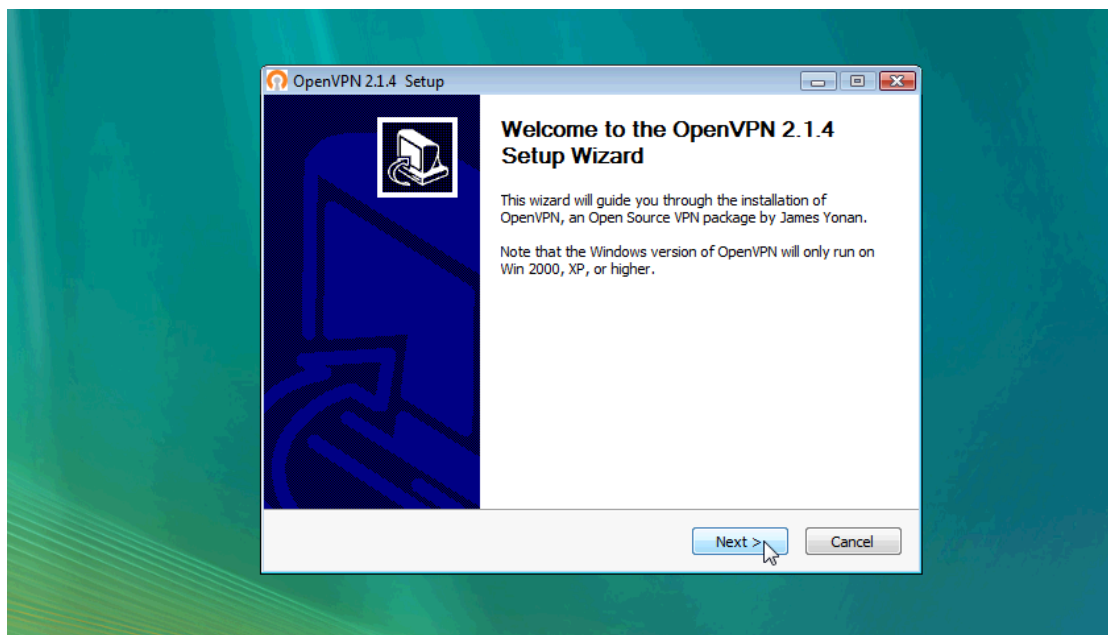 OpenVPN 2.1.4 Setup
Welcome to the OpenVPN 2.1.4
Setup Wizard
This wizard will guide you through the installation of
OpenVPN, an Open Source VPN package by James Yonan.
Note that the Windows version of OpenVPN will only run on
Win 2000, XP, or higher.
Next >
Cancel